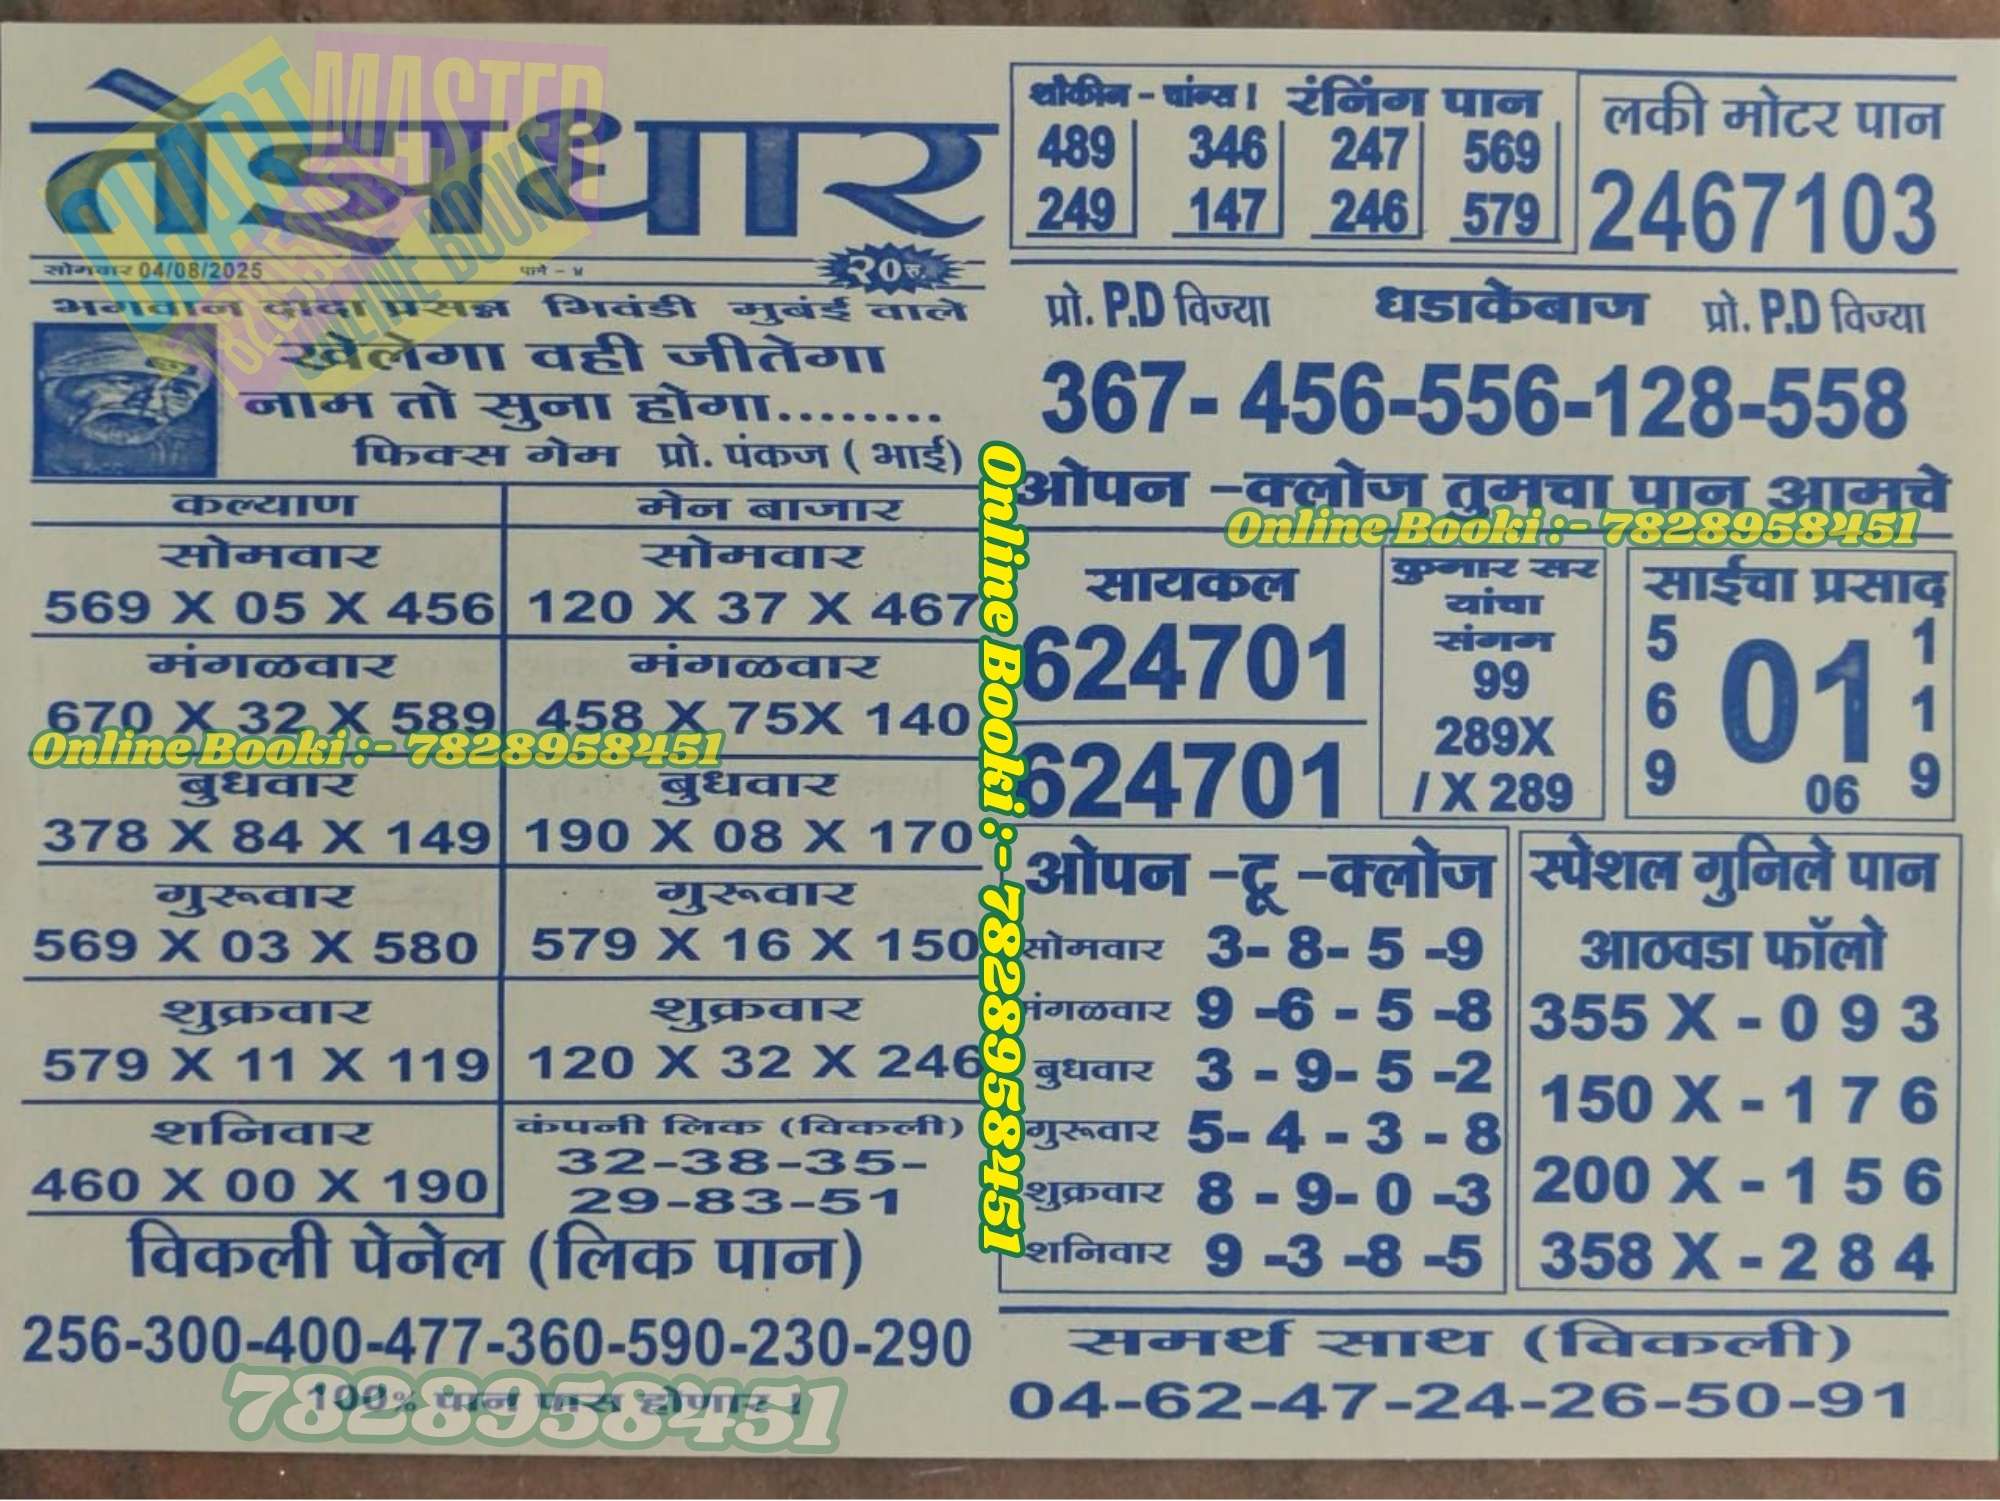 तेझधार
CHART MASTER
ONLINE BOOKI
सोमवार 04/08/2025
पाने - ४
२०रु.
भगवान दादा प्रसन्न भिवंडी मुबंई वाले
खेलेगा वही जीतेगा
नाम तो सुना होगा........
फिक्स गेम प्रो. पंकज ( भाई)
कल्याण
सोमवार
569 X 05 X 456
मंगळवार
670 X 32 X 589
बुधवार
378 X 84 X 149
गुरूवार
569 X 03 X 580
शुक्रवार
579 X 11 X 119
शनिवार
460 X 00 X 190
मेन बाजार
सोमवार
120 X 37 X 467
मंगळवार
458 X 75X 140
बुधवार
190 X 08 X 170
गुरूवार
579 X 16 X 150
शुक्रवार
120 X 32 X 246
कंपनी लिक (विकली)
32-38-35-
29-83-51
विकली पेनेल (लिक पान)
256-300-400-477-360-590-230-290
100% पान पास होणार !
7828958451
Online Booki :- 7828958451
Online Booki :- 7828958451
शौकीन - चांन्स ! रंनिंग पान
489 346 247 569
249 147 246 579
लकी मोटर पान
2467103
प्रो. P.D विज्या धडाकेबाज प्रो. P.D विज्या
367- 456-556-128-558
ओपन -क्लोज तुमचा पान आमचे
Online Booki :- 7828958451
सायकल
624701
624701
कुमार सर
यांचा
संगम
99
289X
/ X 289
साईचा प्रसाद
5 1
6 01 1
9 06 9
ओपन -टू -क्लोज
सोमवार 3- 8- 5 -9
मंगळवार 9 -6 - 5 -8
बुधवार 3 - 9- 5 -2
गुरूवार 5- 4 - 3 - 8
शुक्रवार 8 - 9- 0 -3
शनिवार 9 -3 -8 -5
स्पेशल गुनिले पान
आठवडा फॉलो
355 X - 0 9 3
150 X - 1 7 6
200 X - 1 5 6
358 X - 2 8 4
समर्थ साथ (विकली)
04-62-47-24-26-50-91